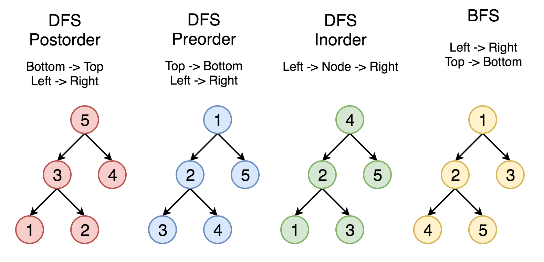 DFS
Postorder
Bottom -> Top
Left -> Right
5
3
4
1
2
DFS
Preorder
Top -> Bottom
Left -> Right
1
2
5
3
4
DFS
Inorder
Left -> Node -> Right
4
2
5
1
3
BFS
Left -> Right
Top -> Bottom
1
2
3
4
5